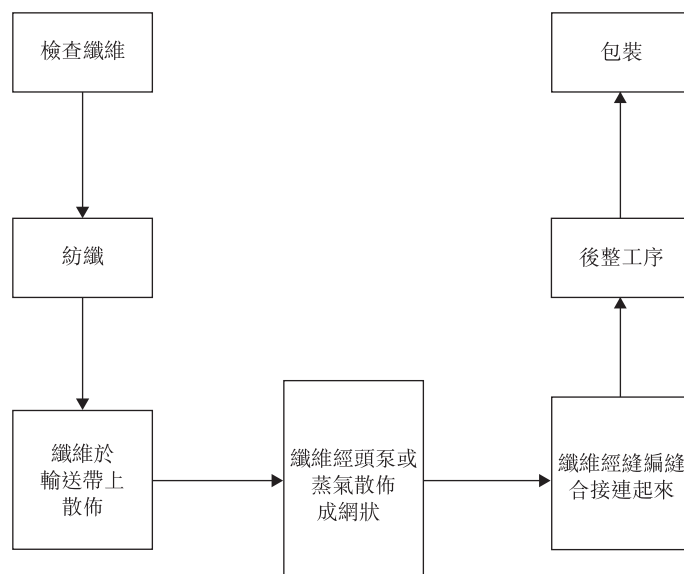 檢查纖維
紡纖
纖維於
輸送帶上
散佈
纖維經頭泵或
蒸氣散佈
成網狀
纖維經縫編縫
合接連起來
後整工序
包裝